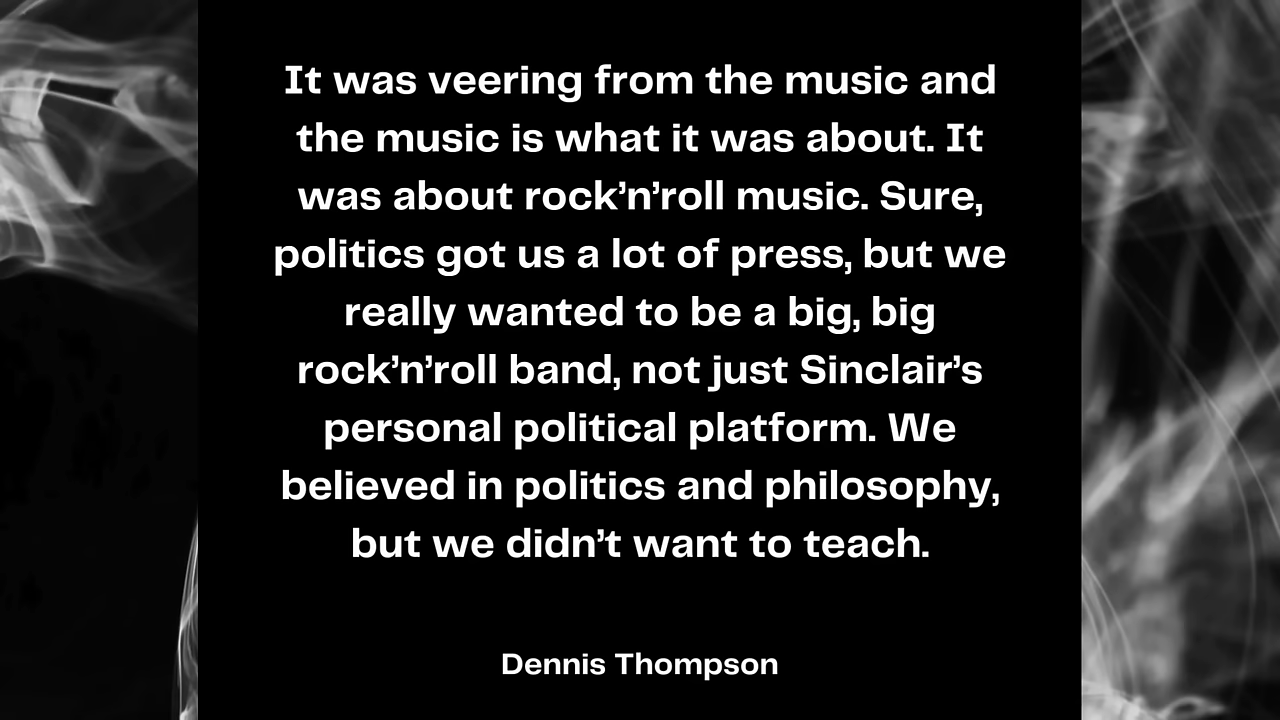 It was veering from the music and
the music is what it was about. It
was about rock’n’roll music. Sure,
politics got us a lot of press, but we
really wanted to be a big, big
rock’n’roll band, not just Sinclair’s
personal political platform. We
believed in politics and philosophy,
but we didn’t want to teach.
Dennis Thompson